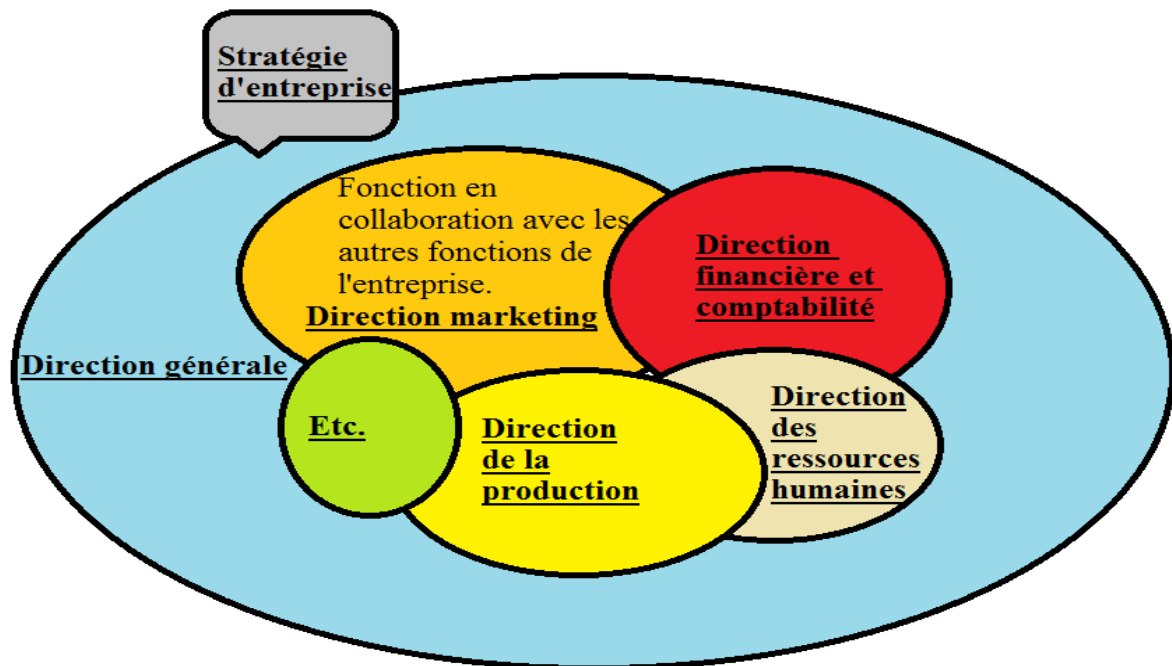 Stratégie
d'entreprise
Fonction en
collaboration avec les
autres fonctions de
l'entreprise.
Direction marketing
Direction
financière et
comptabilité
Direction générale
Etc.
Direction
de la
production
Direction
des
ressources
humaines